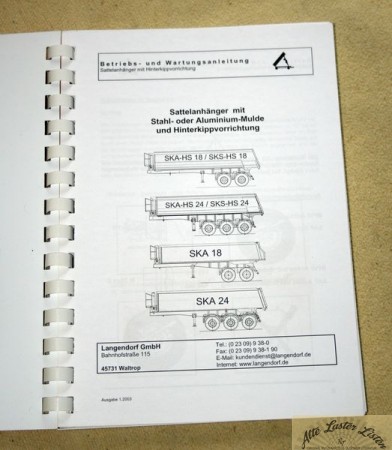 Betriebs- und Wartungsanleitung
Sattelanhänger mit Hinterkippvorrichtung
Sattelanhänger mit
Stahl- oder Aluminium-Mulde
und Hinterkippvorrichtung
SKA-HS 18 / SKS-HS 18
SKA-HS 24 / SKS-HS 24
SKA 18
SKA 24
Langendorf GmbH
Bahnhofstraße 115
45731 Waltrop
Tel.: (0 23 09) 9 38-0
Fax: (0 23 09) 9 38-1 90
E-Mail: kundendienst@langendorf.de
Internet: www.langendorf.de
Ausgabe 1.2003
Alte Laster Listen